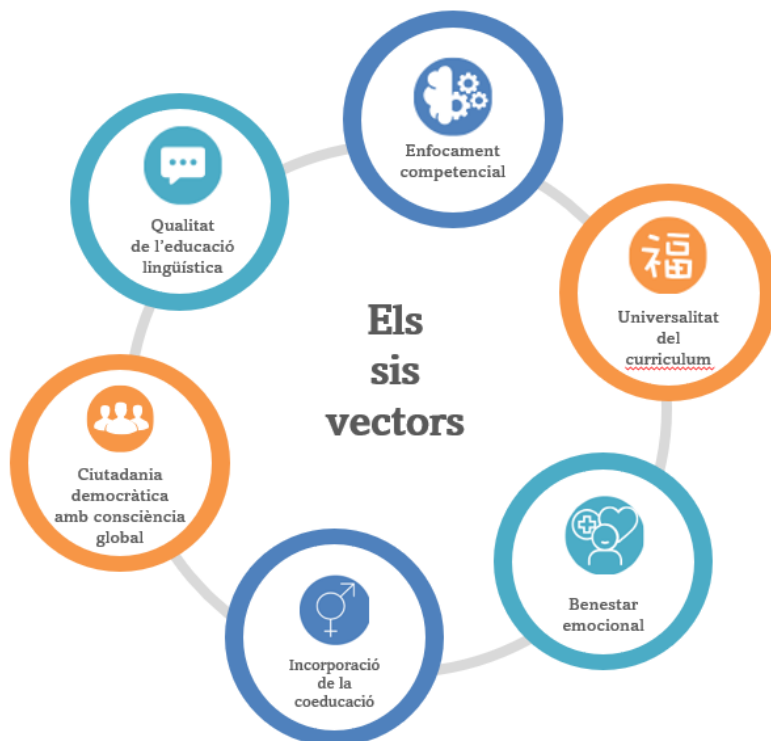 Enfocament
competencial
福
Universalitat
del
curriculum
Benestar
emocional
Incorporació
de la
coeducació
Ciutadania
democràtica
amb consciència
global
Qualitat
de l'educació
lingüística
Els
sis
vectors